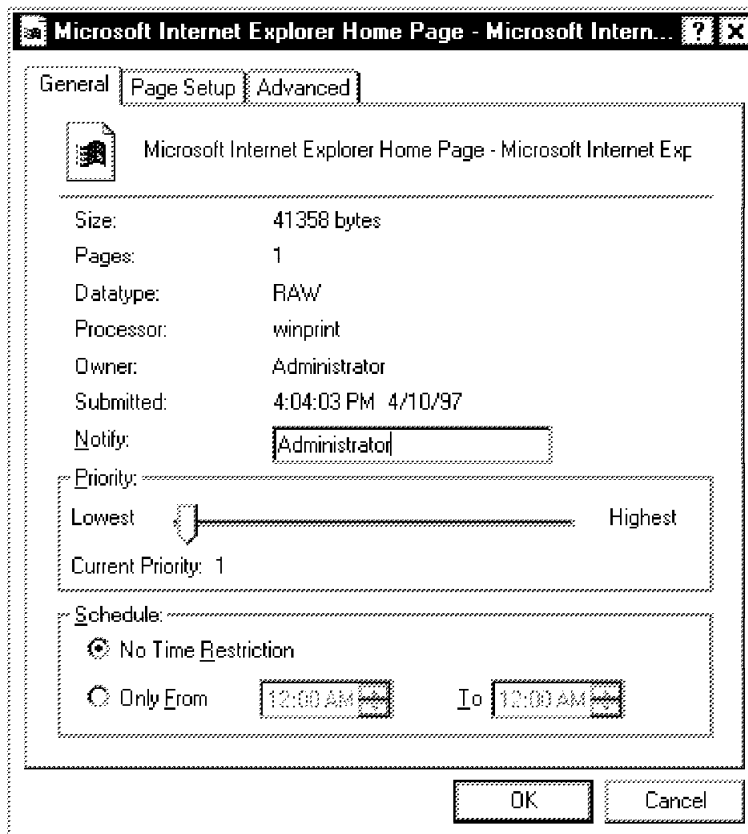 Microsoft Internet Explorer Home Page - Microsoft Intern... ? X
General Page Setup Advanced
Microsoft Internet Explorer Home Page - Microsoft Internet Exp
Size: 41358 bytes
Pages: 1
Datatype: RAW
Processor: winprint
Owner: Administrator
Submitted: 4:04:03 PM 4/10/97
Notify: Administrator
Priority:
Lowest Highest
Current Priority: 1
Schedule:
No Time Restriction
Only From 12:00 AM To 12:00 AM
OK Cancel